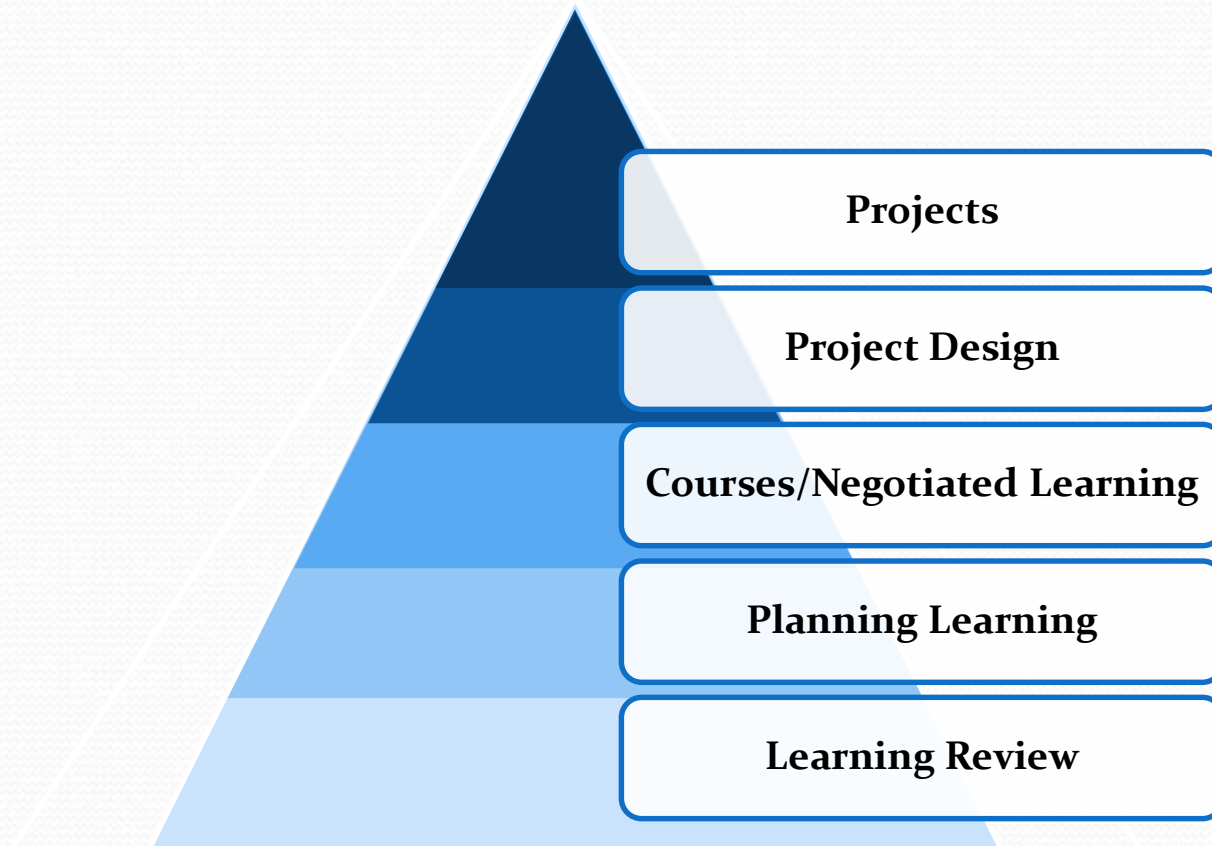 Projects
Project Design
Courses/Negotiated Learning
Planning Learning
Learning Review